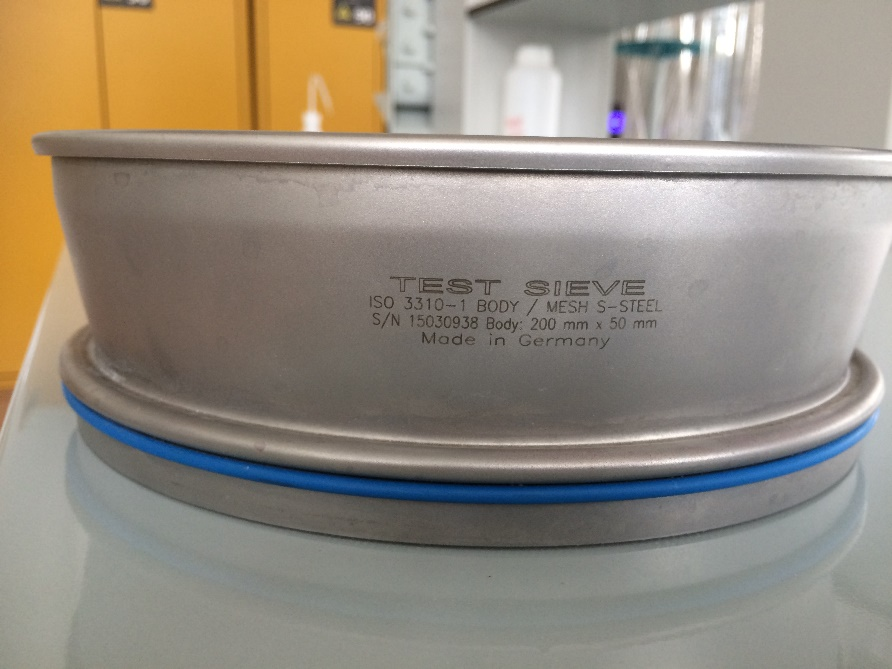 TEST SIEVE
ISO 3310-1 BODY / MESH S-STEEL
S/N 15030938 Body: 200 mm x 50 mm
Made in Germany